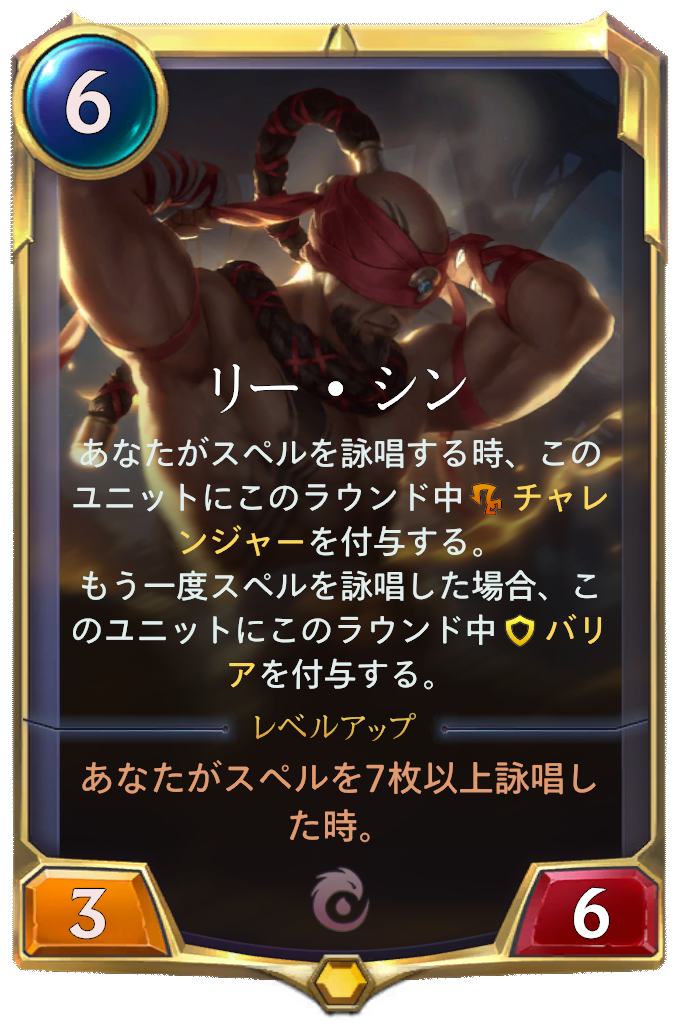 6
リー・シン
あなたがスペルを詠唱する時、この
ユニットにこのラウンド中 チャレ
ンジャーを付与する。
もう一度スペルを詠唱した場合、こ
のユニットにこのラウンド中 バリ
アを付与する。
レベルアップ
あなたがスペルを7枚以上詠唱し
た時。
3
6